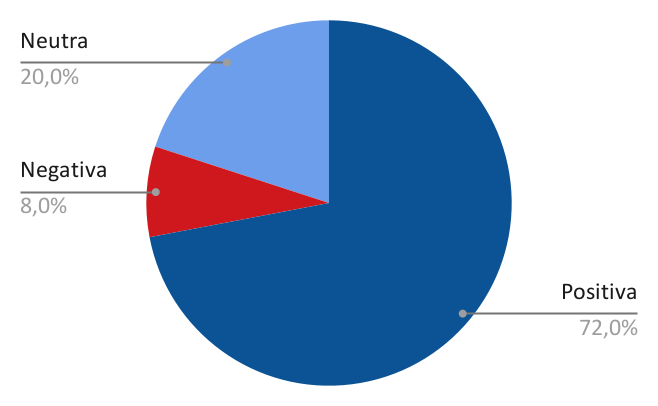 Neutra
20,0%
Negativa
8,0%
Positiva
72,0%